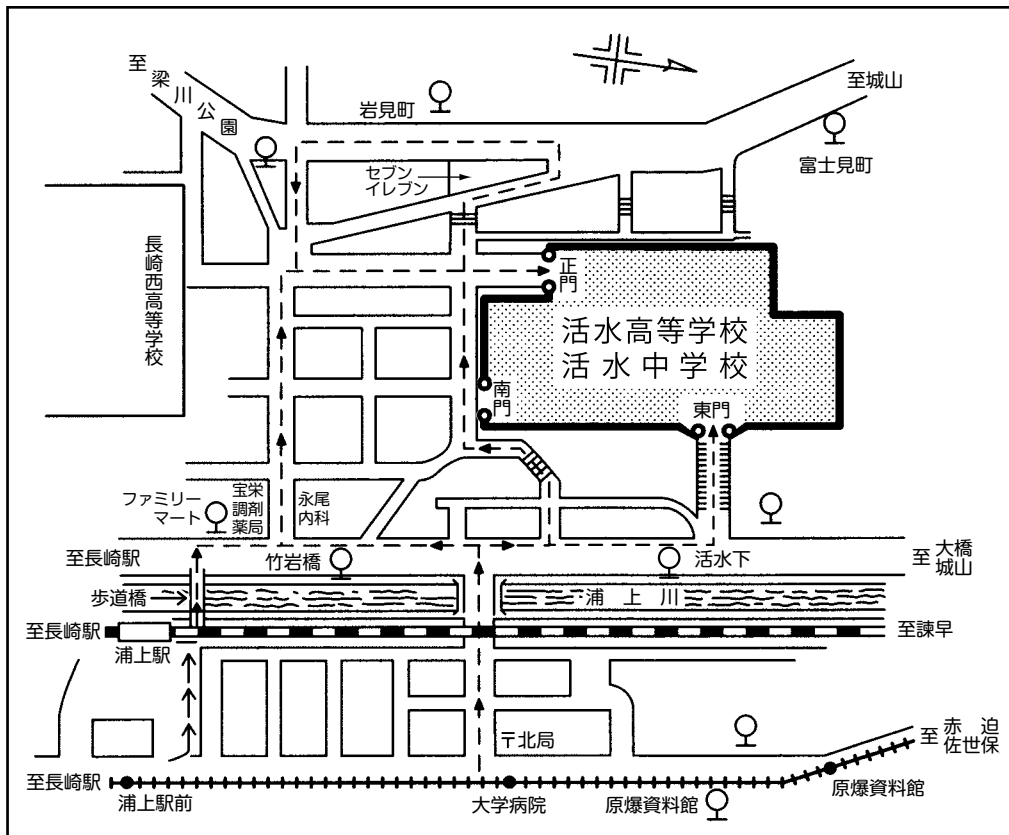 至
梁
川
公
園
岩見町
至城山
富士見町
セブン
イレブン
長崎西高等学校
正門
活水高等学校
活水中学校
南門
東門
ファミリー
マート
宝栄
調剤
薬局
永尾
内科
至長崎駅
竹岩橋
活水下
至 大橋
城山
歩道橋
浦上川
至長崎駅
浦上駅
至諫早
〒北局
至 赤迫
佐世保
至長崎駅
浦上駅前
大学病院
原爆資料館
原爆資料館